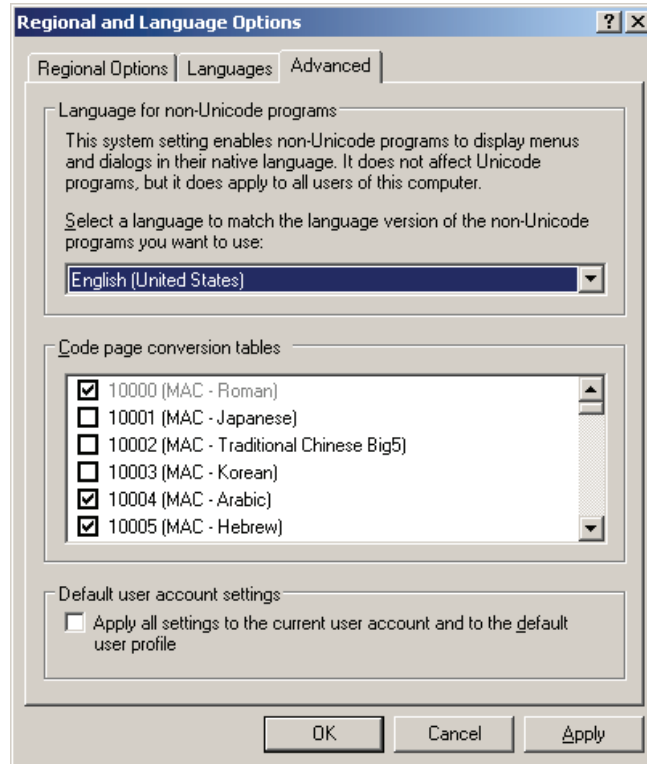 Regional and Language Options
Regional Options Languages Advanced
Language for non-Unicode programs
This system setting enables non-Unicode programs to display menus
and dialogs in their native language. It does not affect Unicode
programs, but it does apply to all users of this computer.
Select a language to match the language version of the non-Unicode
programs you want to use:
English (United States)
Code page conversion tables
10000 (MAC - Roman)
10001 (MAC - Japanese)
10002 (MAC - Traditional Chinese Big5)
10003 (MAC - Korean)
10004 (MAC - Arabic)
10005 (MAC - Hebrew)
Default user account settings
Apply all settings to the current user account and to the default
user profile
OK Cancel Apply